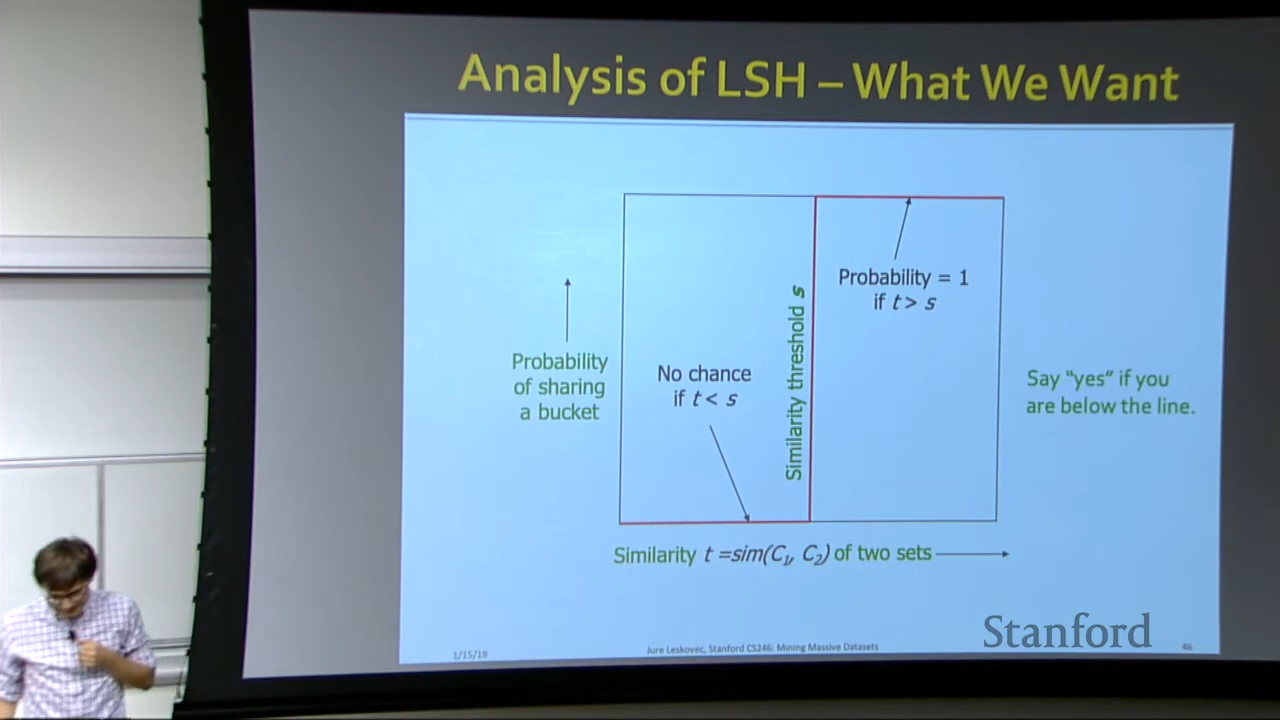 Analysis of LSH – What We Want
Probability = 1
if t > s
Similarity threshold s
Probability
of sharing
a bucket
No chance
if t < s
Say “yes” if you
are below the line.
Similarity t =sim(C1, C2) of two sets
Stanford
1/15/19
Jure Leskovec, Stanford CS246: Mining Massive Datasets
46